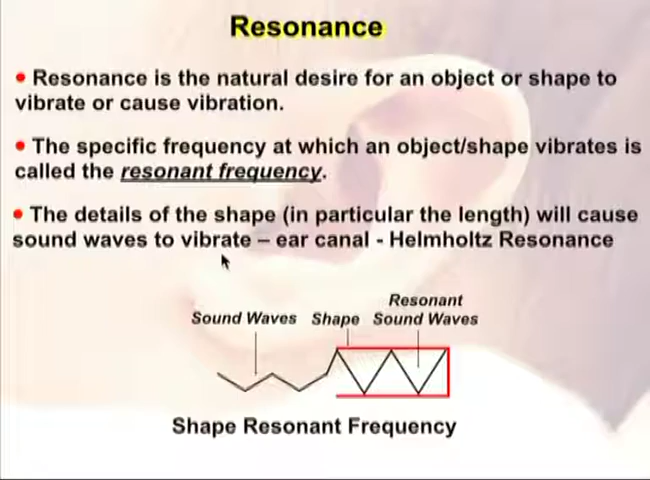 Resonance
• Resonance is the natural desire for an object or shape to
vibrate or cause vibration.
• The specific frequency at which an object/shape vibrates is
called the resonant frequency.
• The details of the shape (in particular the length) will cause
sound waves to vibrate – ear canal - Helmholtz Resonance
Resonant
Sound Waves Shape Sound Waves
Shape Resonant Frequency